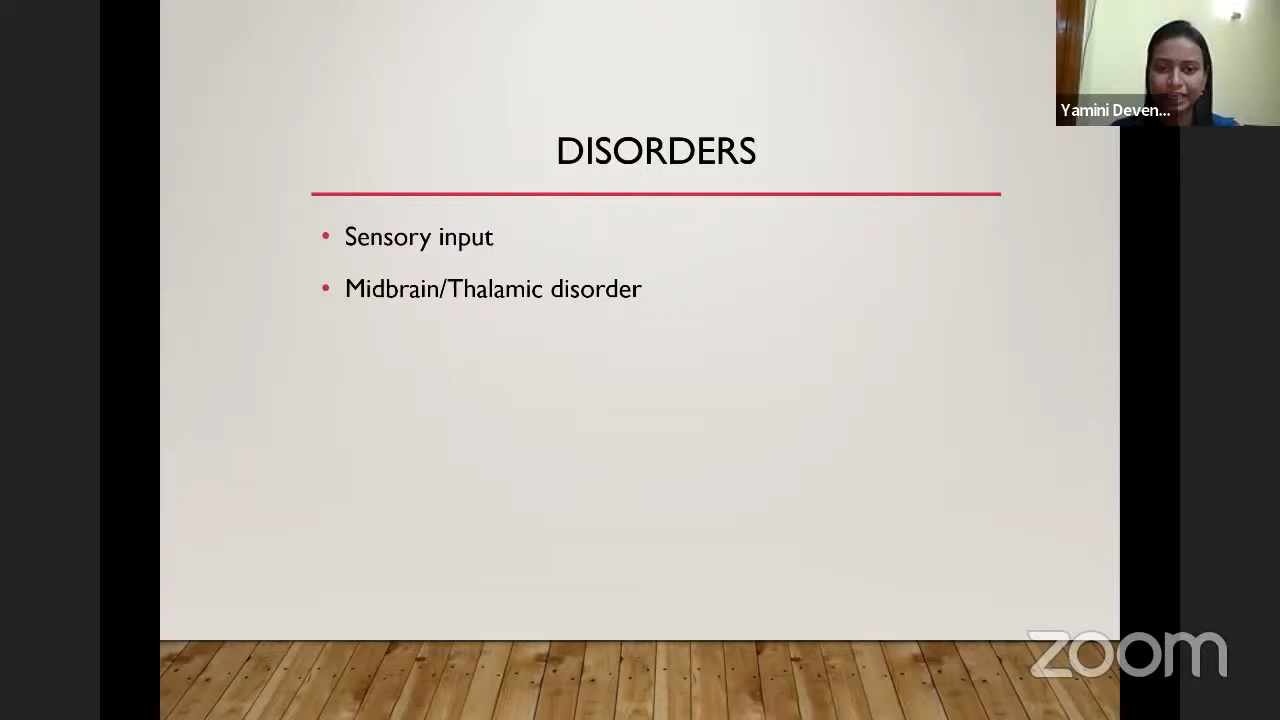 DISORDERS
Sensory input
Midbrain/Thalamic disorder
Yamini Deven...
zoom